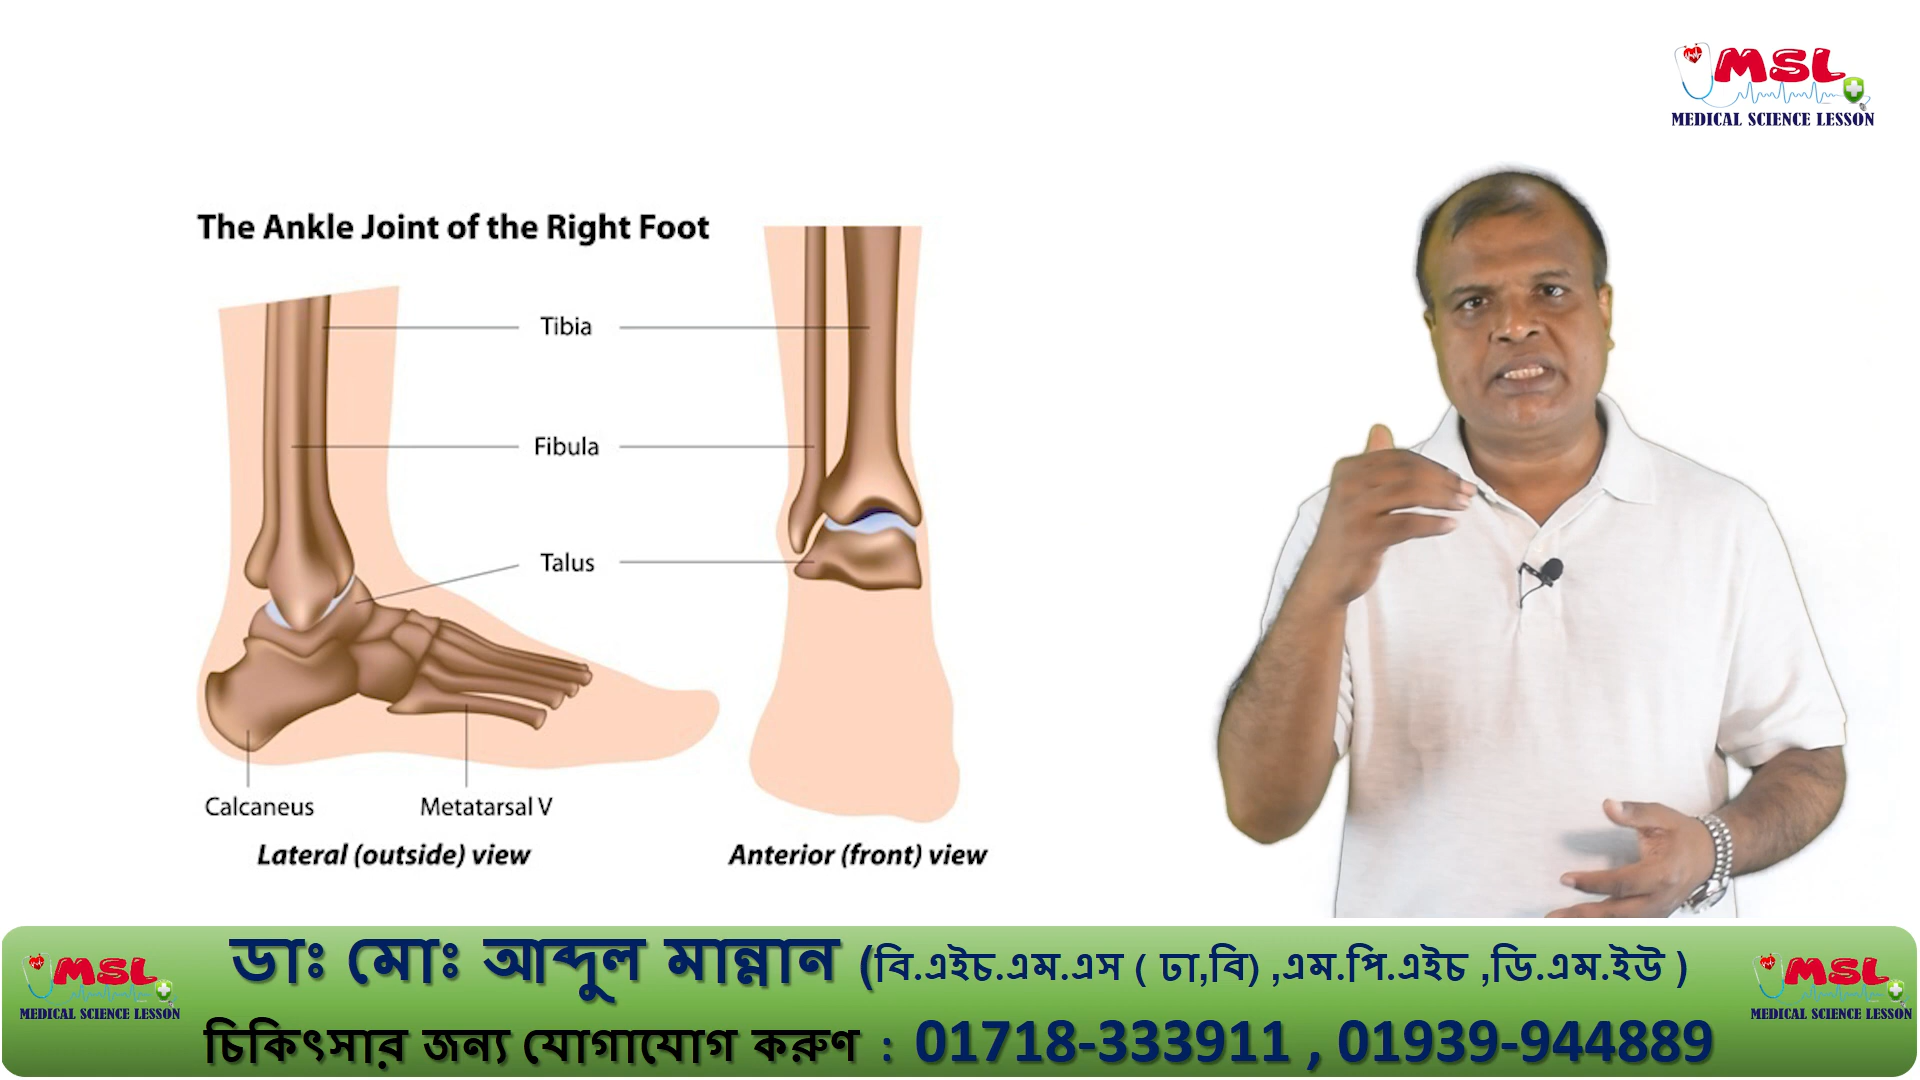 MSL
MEDICAL SCIENCE LESSON
The Ankle Joint of the Right Foot
Tibia
Fibula
Talus
Calcaneus
Metatarsal V
Lateral (outside) view
Anterior (front) view
MSL
MEDICAL SCIENCE LESSON
ডাঃ মোঃ আব্দুল মান্নান (বি.এইচ.এম.এস ( ঢা,বি) ,এম.পি.এইচ ,ডি.এম.ইউ )
চিকিৎসার জন্য যোগাযোগ করুণ : 01718-333911 , 01939-944889
MSL
MEDICAL SCIENCE LESSON